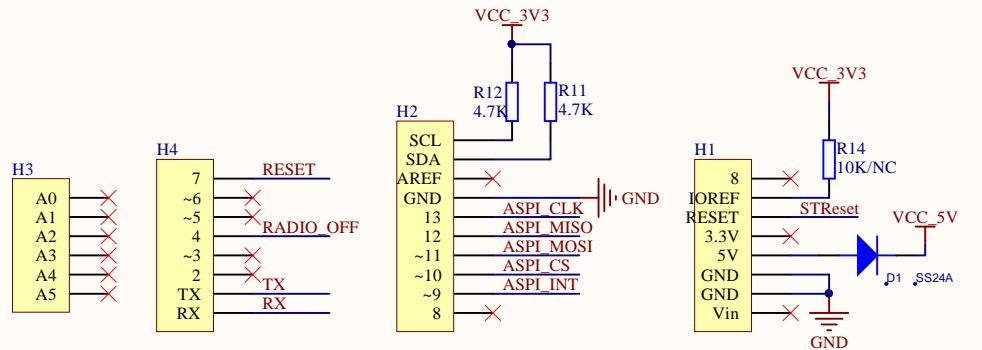 H3
A0
A1
A2
A3
A4
A5
H4
7 RESET
~6
~5
4 RADIO_OFF
~3
2
TX TX
RX RX
VCC_3V3
R12 R11
4.7K 4.7K
H2
SCL
SDA
AREF
GND GND
13 ASPI_CLK
12 ASPI_MISO
~11 ASPI_MOSI
~10 ASPI_CS
~9 ASPI_INT
8
VCC_3V3
R14
10K/NC
H1
8
IOREF
RESET STReset
3.3V VCC_5V
5V
GND D1 SS24A
GND
Vin
GND